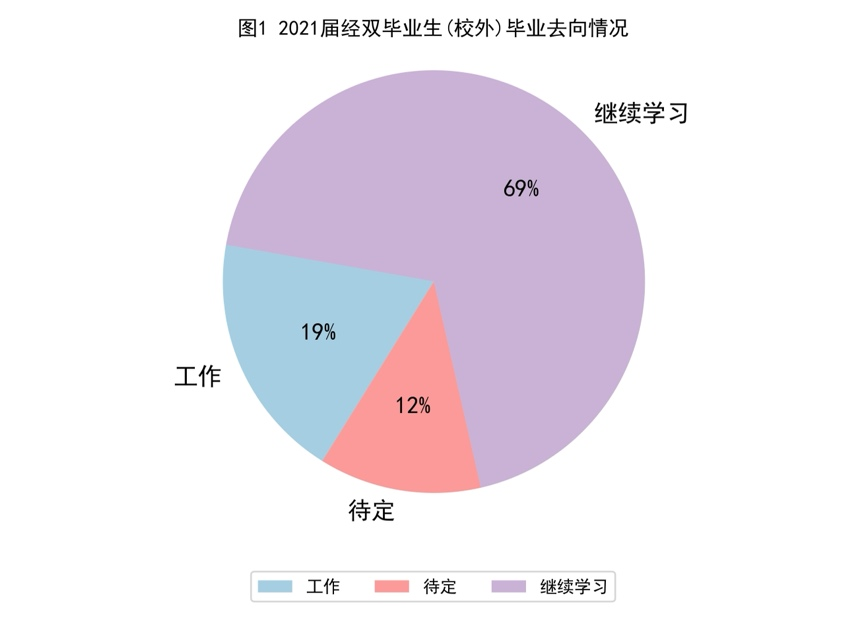 图1 2021届经双毕业生(校外)毕业去向情况
继续学习
69%
19%
工作
12%
待定
工作 待定 继续学习